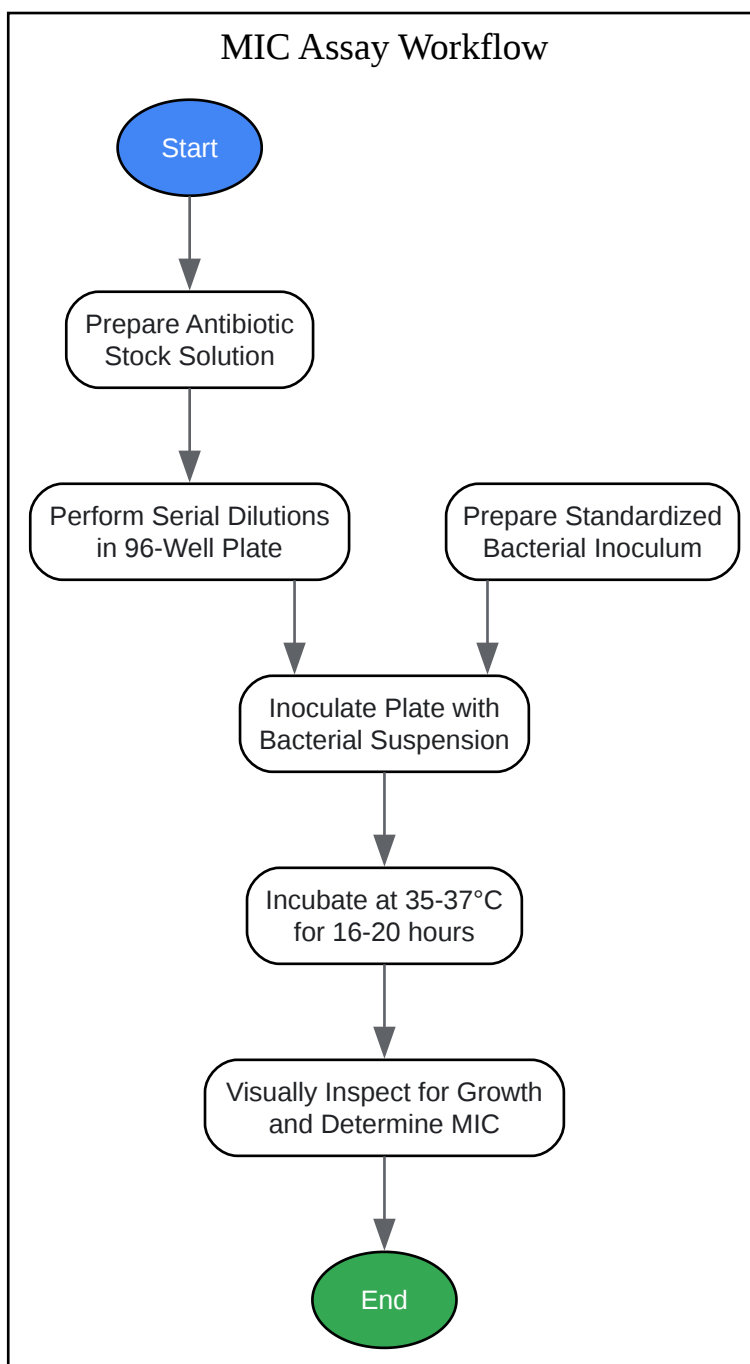 MIC Assay Workflow
Start
Prepare Antibiotic
Stock Solution
Perform Serial Dilutions
in 96-Well Plate
Prepare Standardized
Bacterial Inoculum
Inoculate Plate with
Bacterial Suspension
Incubate at 35-37°C
for 16-20 hours
Visually Inspect for Growth
and Determine MIC
End